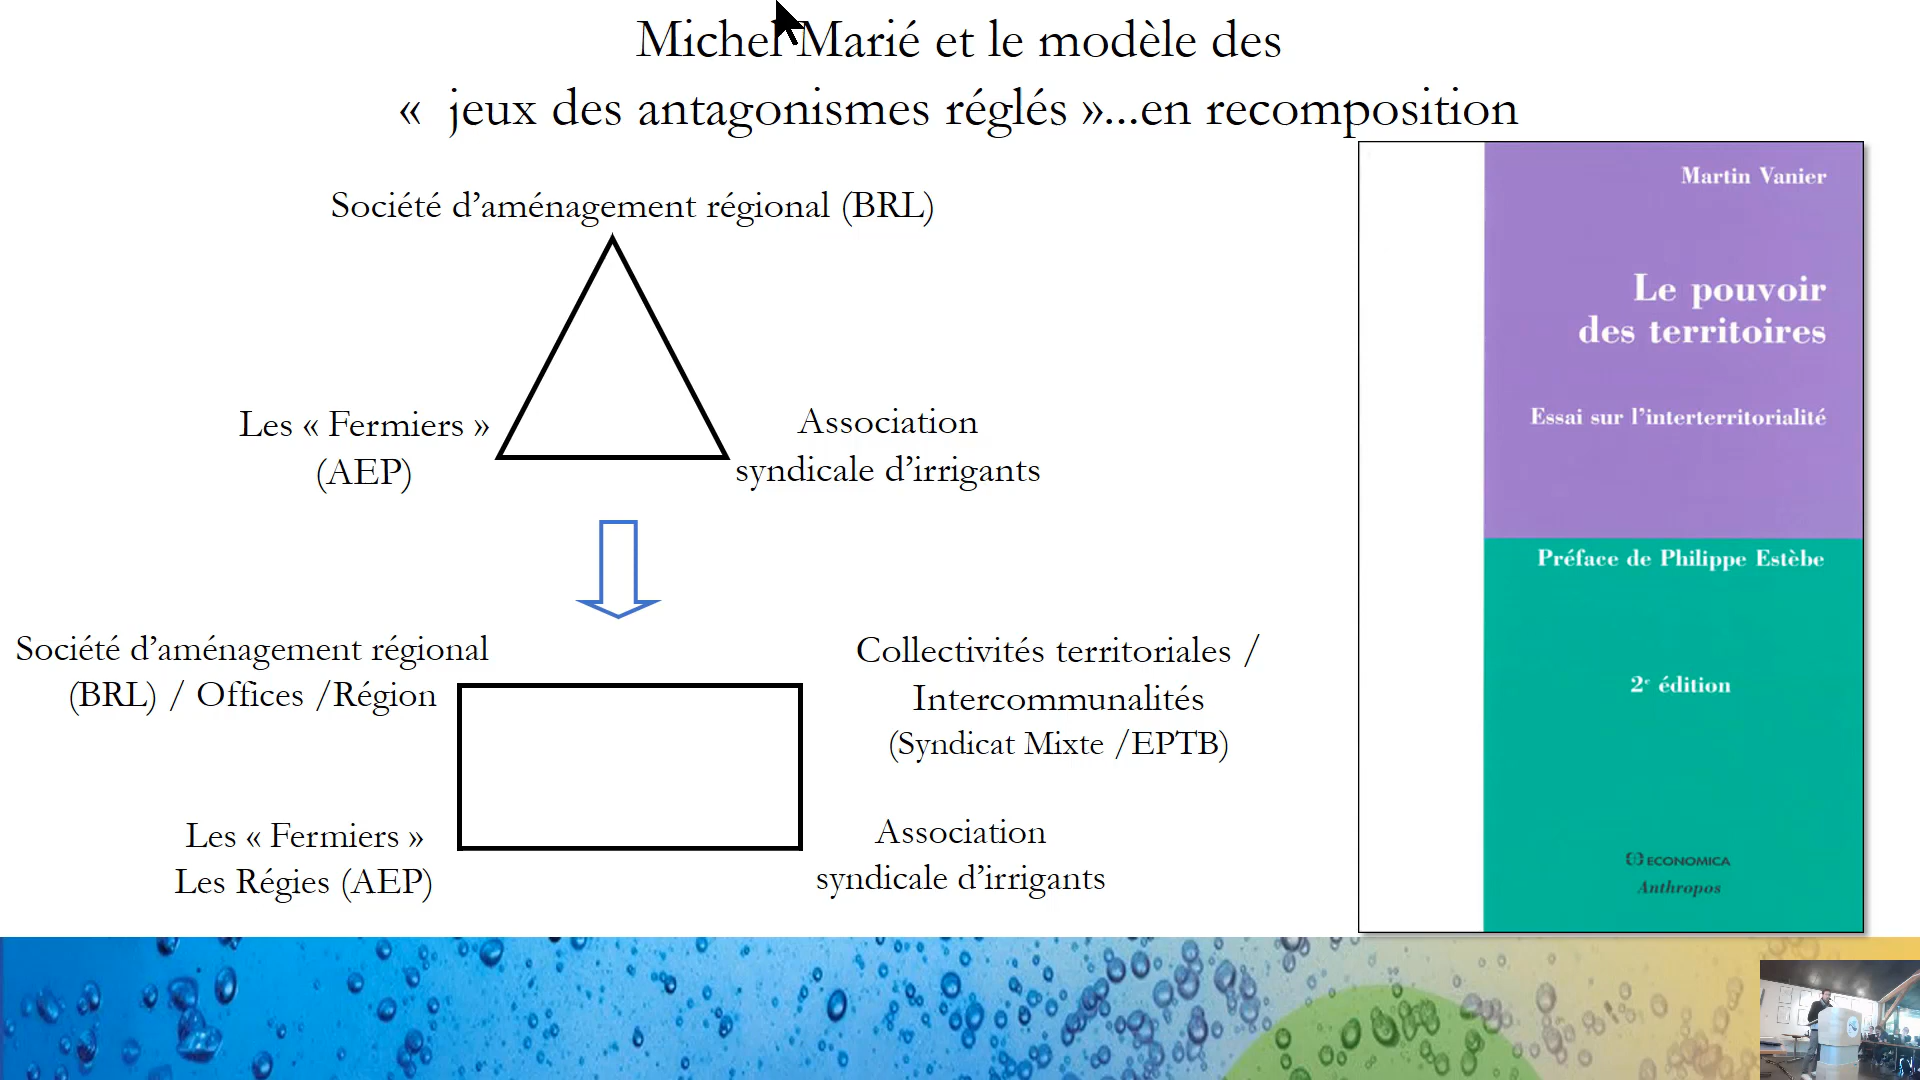 Michel Marié et le modèle des
«  jeux des antagonismes réglés »...en recomposition
Société d’aménagement régional (BRL)
Les « Fermiers »
(AEP)
Association
syndicale d’irrigants
Société d’aménagement régional
(BRL) / Offices /Région
Collectivités territoriales /
Intercommunalités
(Syndicat Mixte /EPTB)
Les « Fermiers »
Les Régies (AEP)
Association
syndicale d’irrigants
Martin Vanier
Le pouvoir
des territoires
Essai sur l’interterritorialité
Préface de Philippe Estèbe
2e édition
ECONOMICA
Anthropos